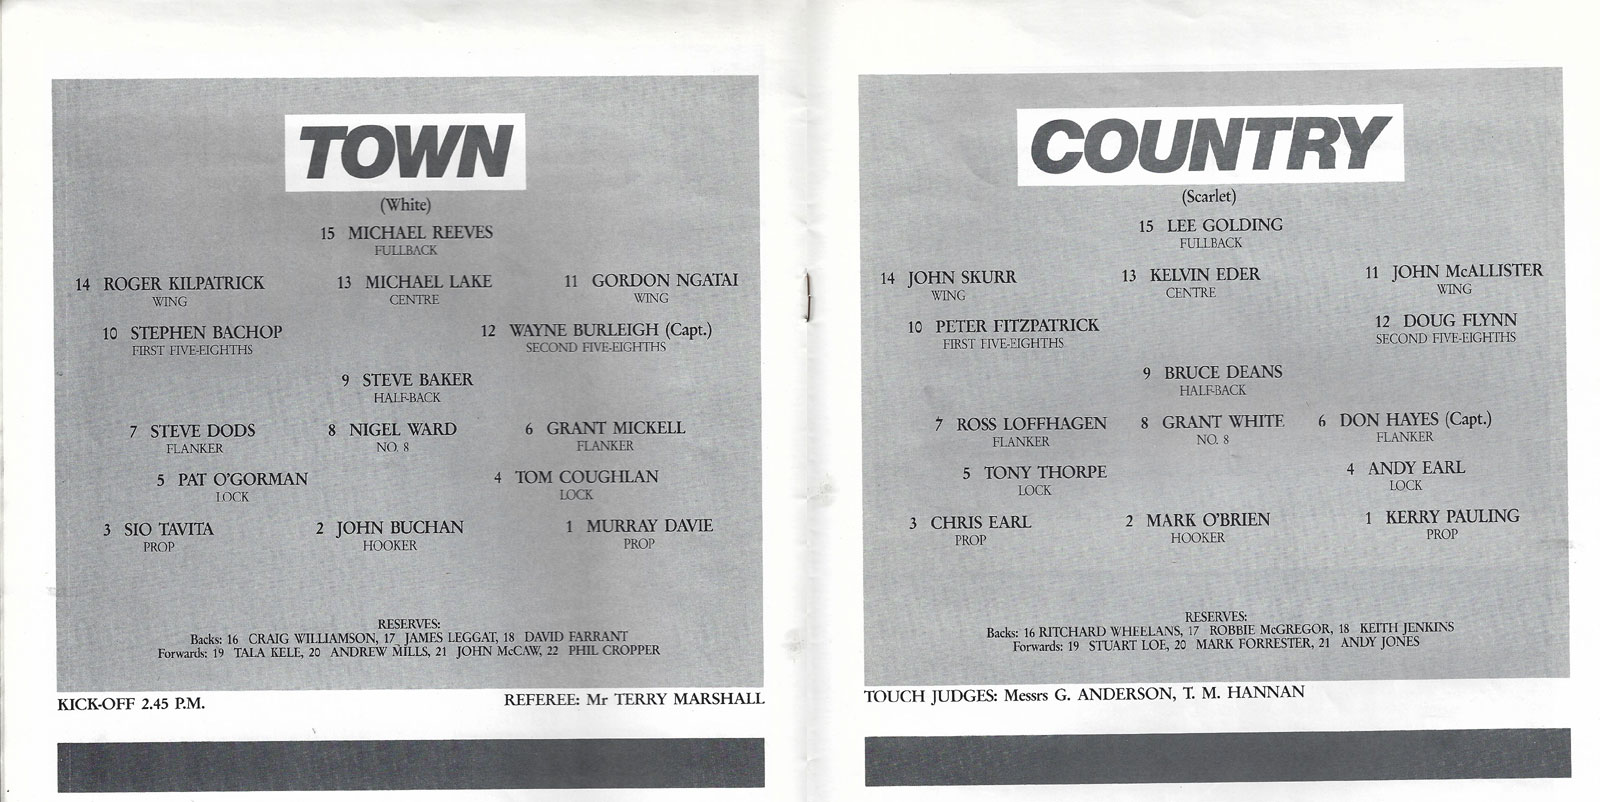 TOWN
(White)
15 MICHAEL REEVES
FULLBACK
14 ROGER KILPATRICK 13 MICHAEL LAKE 11 GORDON NGATAI
WING CENTRE WING
10 STEPHEN BACHOP 12 WAYNE BURLEIGH (Capt.)
FIRST FIVE-EIGHTHS SECOND FIVE-EIGHTHS
9 STEVE BAKER
HALF-BACK
7 STEVE DODS 8 NIGEL WARD 6 GRANT MICKELL
FLANKER NO. 8 FLANKER
5 PAT O'GORMAN 4 TOM COUGHLAN
LOCK LOCK
3 SIO TAVITA 2 JOHN BUCHAN 1 MURRAY DAVIE
PROP HOOKER PROP
RESERVES:
Backs: 16 CRAIG WILLIAMSON, 17 JAMES LEGGAT, 18 DAVID FARRANT
Forwards: 19 TALA KELE, 20 ANDREW MILLS, 21 JOHN McCAW, 22 PHIL CROPPER
KICK-OFF 2.45 P.M. REFEREE: Mr TERRY MARSHALL
COUNTRY
(Scarlet)
15 LEE GOLDING
FULLBACK
14 JOHN SKURR 13 KELVIN EDER 11 JOHN McALLISTER
WING CENTRE WING
10 PETER FITZPATRICK 12 DOUG FLYNN
FIRST FIVE-EIGHTHS SECOND FIVE-EIGHTHS
9 BRUCE DEANS
HALF-BACK
7 ROSS LOFFHAGEN 8 GRANT WHITE 6 DON HAYES (Capt.)
FLANKER NO. 8 FLANKER
5 TONY THORPE 4 ANDY EARL
LOCK LOCK
3 CHRIS EARL 2 MARK O'BRIEN 1 KERRY PAULING
PROP HOOKER PROP
RESERVES:
Backs: 16 RITCHARD WHEELANS, 17 ROBBIE McGREGOR, 18 KEITH JENKINS
Forwards: 19 STUART LOE, 20 MARK FORRESTER, 21 ANDY JONES
TOUCH JUDGES: Messrs G. ANDERSON, T. M. HANNAN